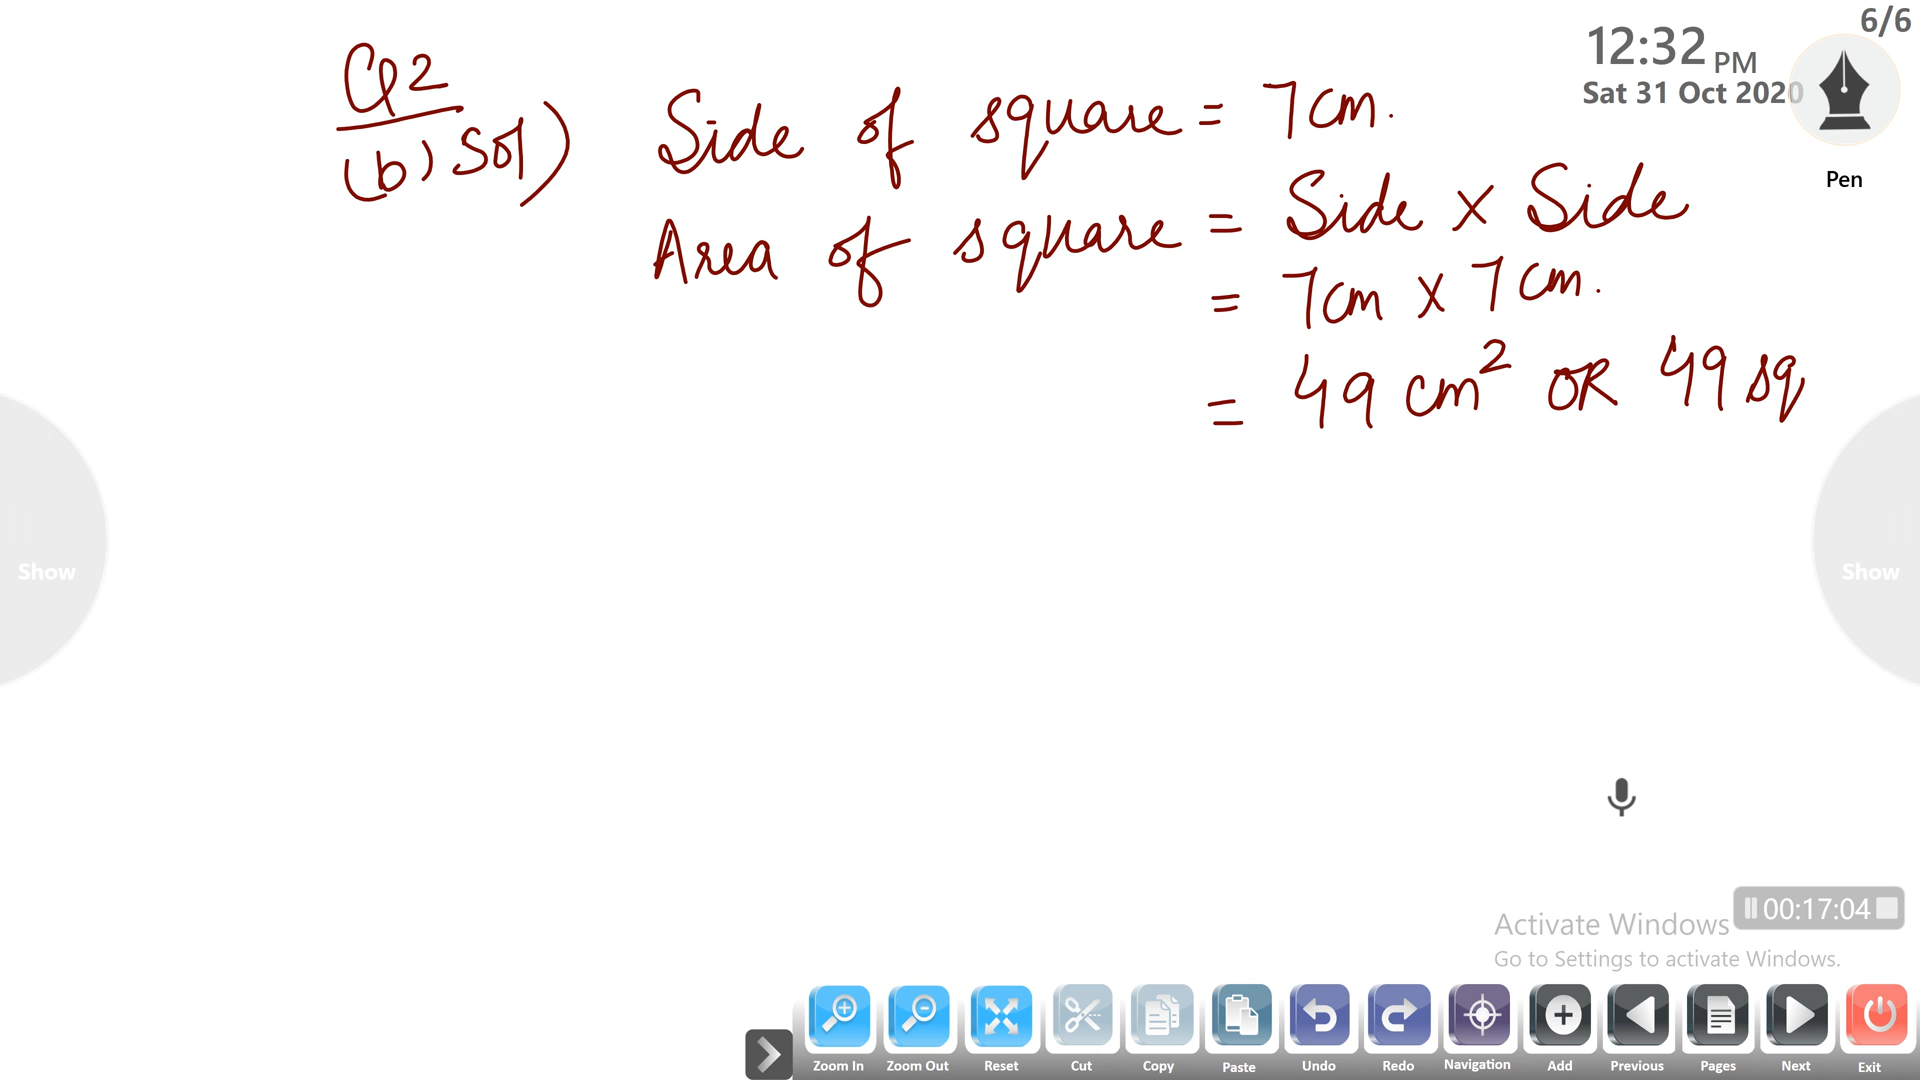 6/6
12:32 PM
Sat 31 Oct 2020
Pen
Q2
(b) Sol) Side of square = 7cm.
Area of square = Side x Side
= 7cm x 7cm.
= 49 cm² OR 49 sq
Show
Show
00:17:04
Activate Windows
Go to Settings to activate Windows.
Zoom In Zoom Out Reset Cut Copy Paste Undo Redo Navigation Add Previous Pages Next Exit